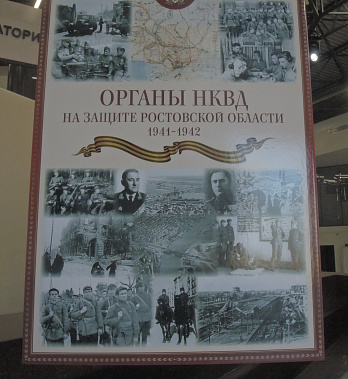 ОРГАНЫ НКВД
НА ЗАЩИТЕ РОСТОВСКОЙ ОБЛАСТИ
1941-1942